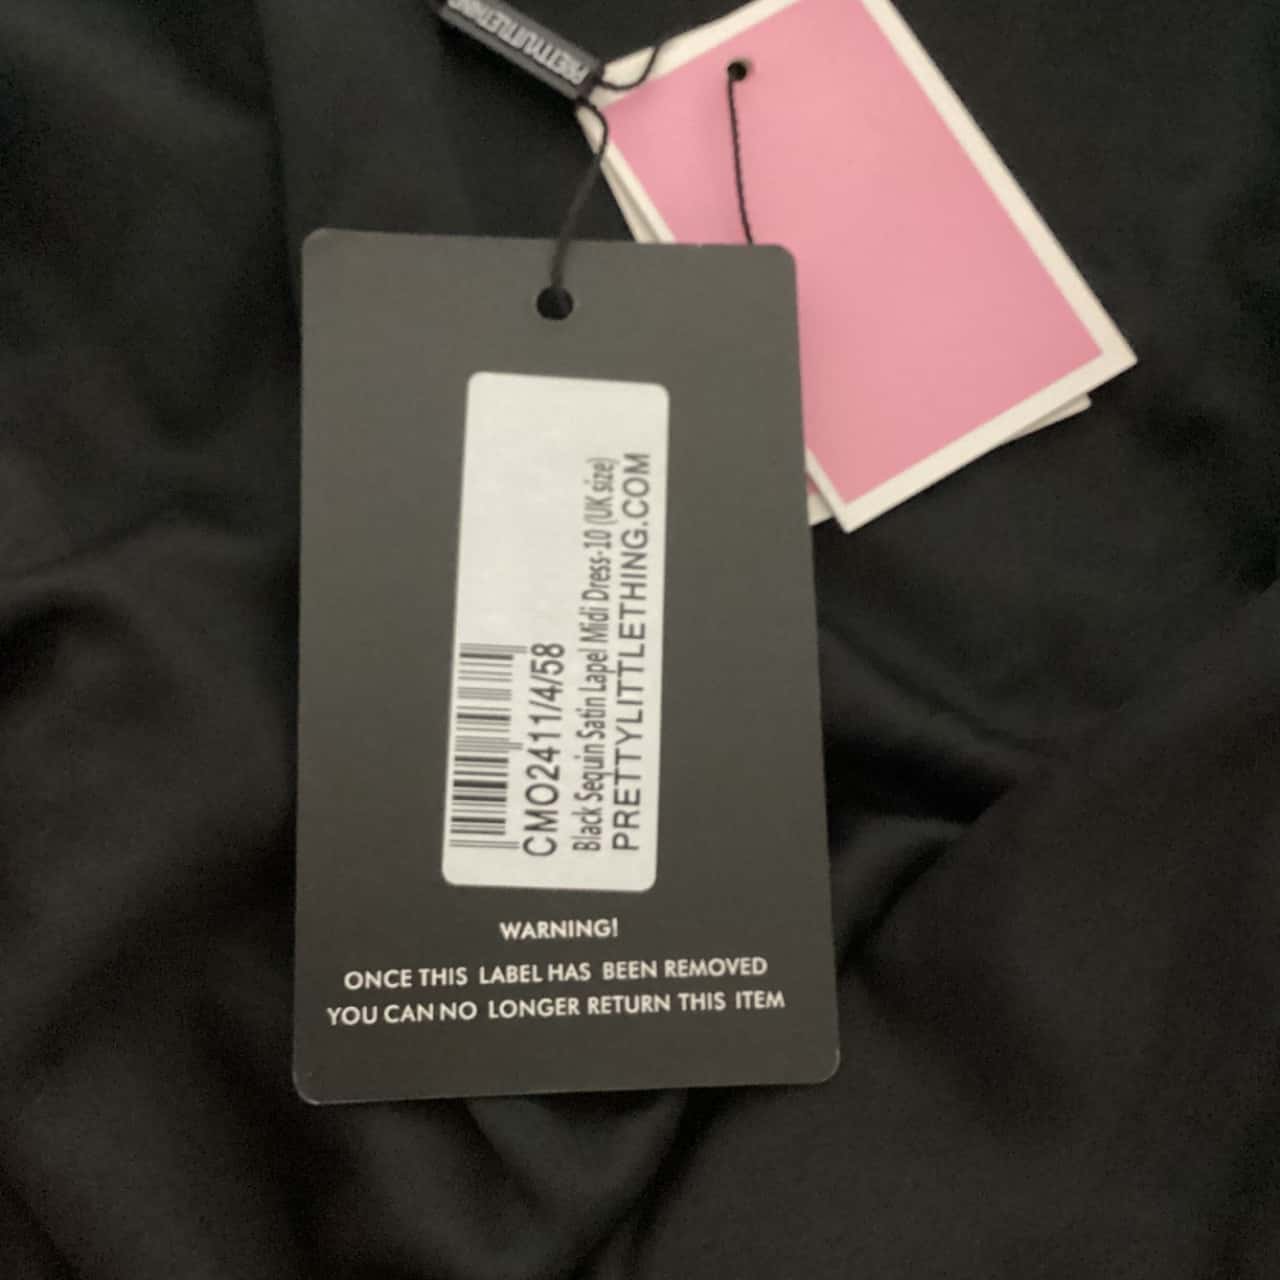 PRETTYLITTLETHING
CMO2411/4/58
Black Sequin Satin Lapel Midi Dress-10 (UK size)
PRETTYLITTLETHING.COM
WARNING!
ONCE THIS LABEL HAS BEEN REMOVED
YOU CAN NO LONGER RETURN THIS ITEM